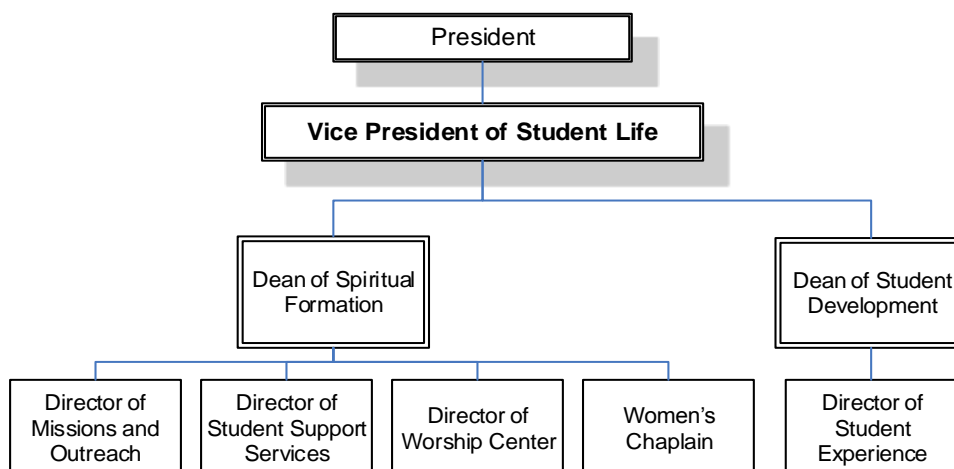 President
Vice President of Student Life
Dean of Spiritual
Formation
Dean of Student
Development
Director of
Missions and
Outreach
Director of
Student Support
Services
Director of
Worship Center
Women’s
Chaplain
Director of
Student
Experience